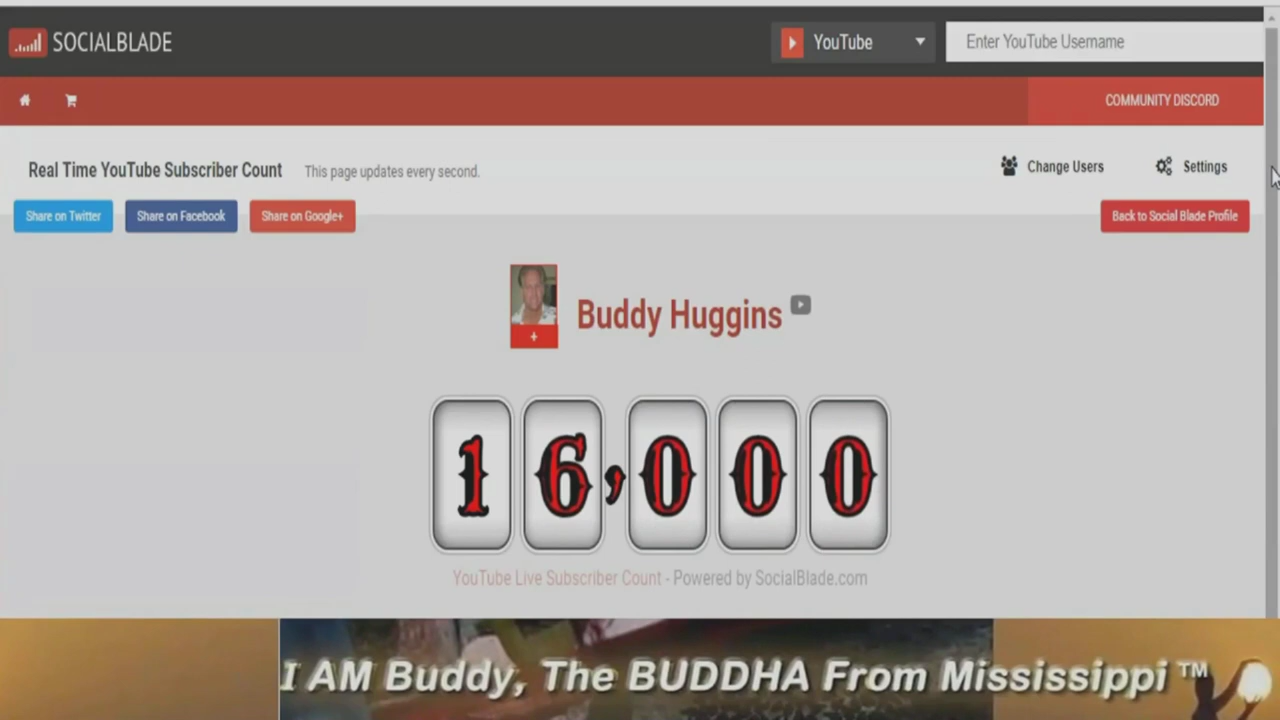 SOCIALBLADE
YouTube
Enter YouTube Username
COMMUNITY DISCORD
Real Time YouTube Subscriber Count This page updates every second.
Change Users Settings
Share on Twitter Share on Facebook Share on Google+
Back to Social Blade Profile
+
Buddy Huggins
16,000
YouTube Live Subscriber Count - Powered by SocialBlade.com
I AM Buddy, The BUDDHA From Mississippi ™